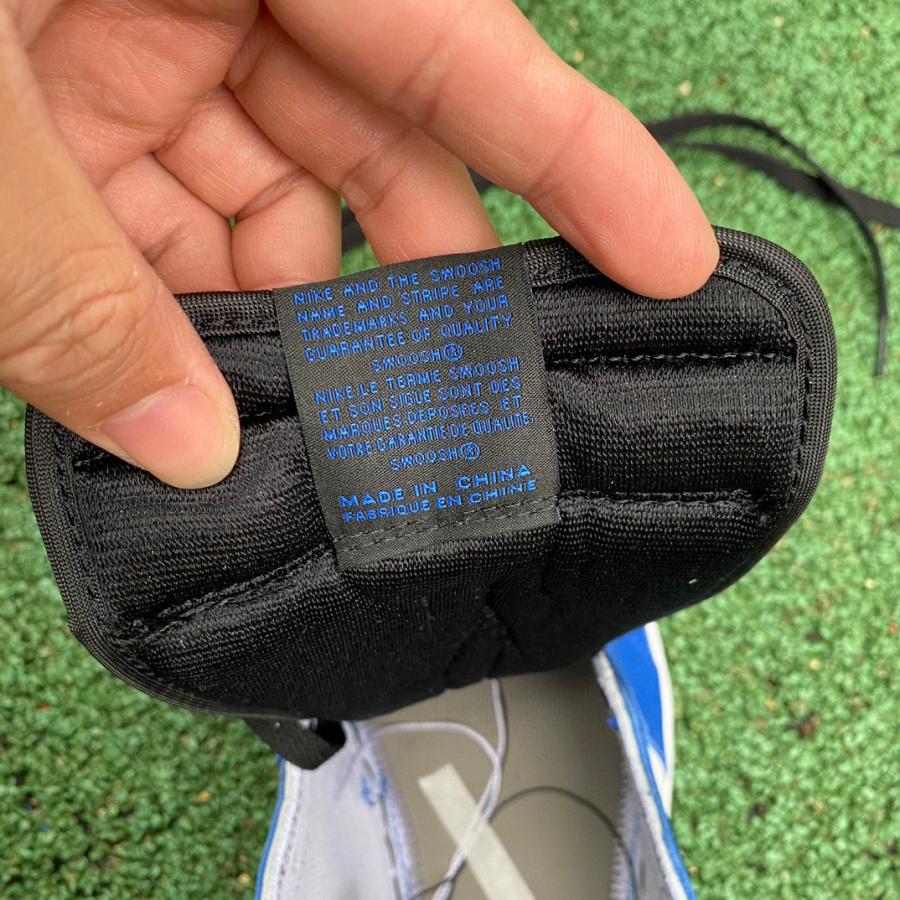 NIKE AND THE SWOOSH
NAME AND STRIPE ARE
TRADEMARKS AND YOUR
GUARANTEE OF QUALITY
SWOOSH®
NIKE.LE TERME SWOOSH
ET SON SIGLE SONT DES
MARQUES DEPOSEES ET
VOTRE GARANTIE DE QUALITE.
SWOOSH®
MADE IN CHINA
FABRIQUE EN CHINE